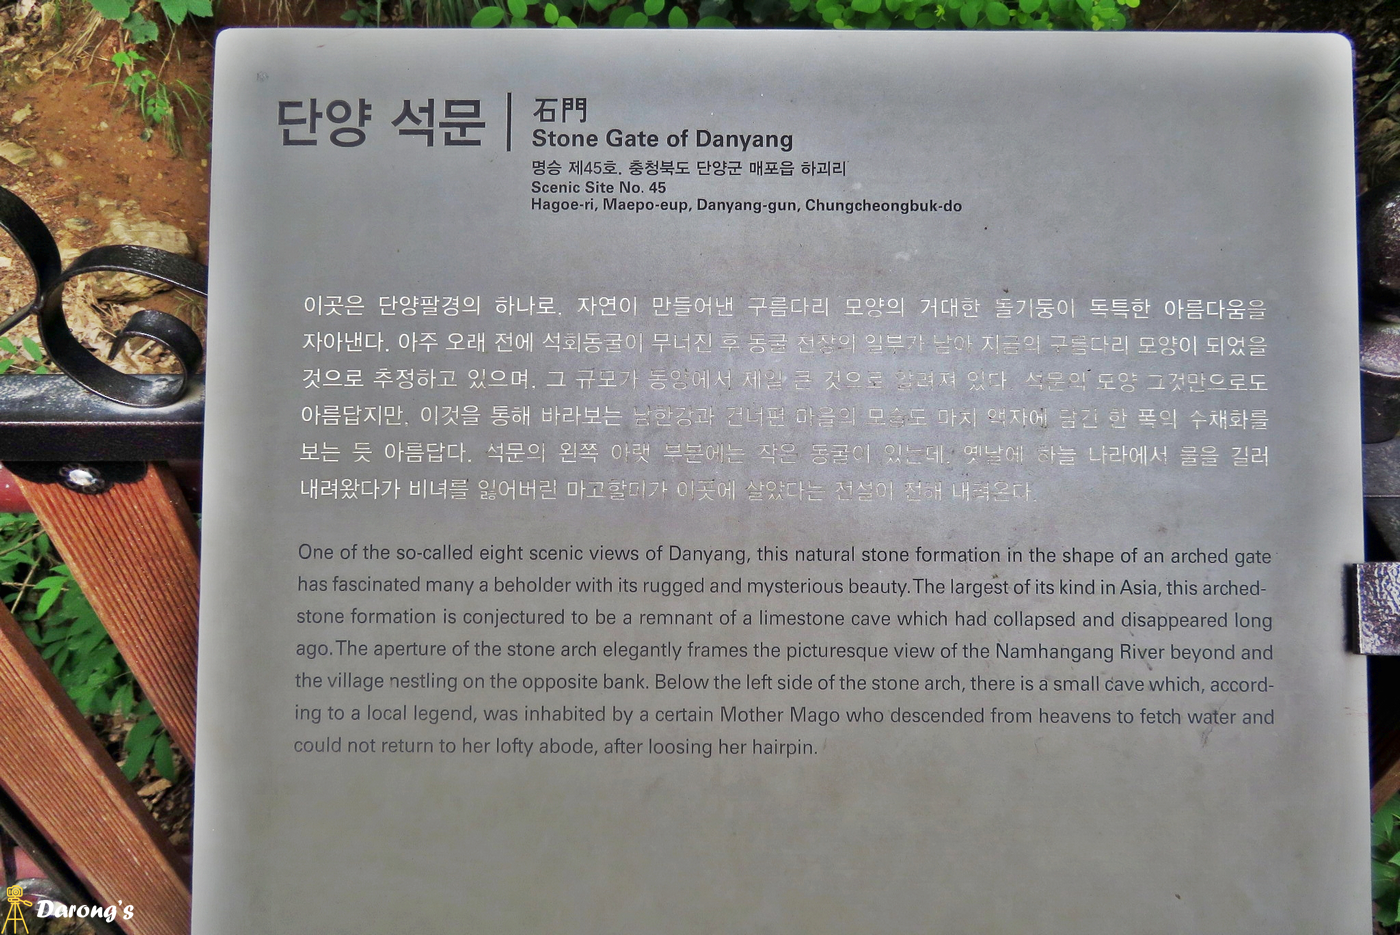 단양 석문
石門
Stone Gate of Danyang
명승 제45호. 충청북도 단양군 매포읍 하괴리
Scenic Site No. 45
Hagoe-ri, Maepo-eup, Danyang-gun, Chungcheongbuk-do
이곳은 단양팔경의 하나로. 자연이 만들어낸 구름다리 모양의 거대한 돌기둥이 독특한 아름다움을
자아낸다. 아주 오래 전에 석회동굴이 무너진 후 동굴 천장의 일부가 남아 지금의 구름다리 모양이 되었을
것으로 추정하고 있으며. 그 규모가 동양에서 제일 큰 것으로 알려져 있다. 석문의 모양 그것만으로도
아름답지만. 이것을 통해 바라보는 남한강과 건너편 마을의 모습도 마치 액자에 담긴 한 폭의 수채화를
보는 듯 아름답다. 석문의 왼쪽 아랫 부분에는 작은 동굴이 있는데. 옛날에 하늘 나라에서 물을 길러
내려왔다가 비녀를 잃어버린 마고할미가 이곳에 살았다는 전설이 전해 내려온다.
One of the so-called eight scenic views of Danyang, this natural stone formation in the shape of an arched gate
has fascinated many a beholder with its rugged and mysterious beauty. The largest of its kind in Asia, this arched-
stone formation is conjectured to be a remnant of a limestone cave which had collapsed and disappeared long
ago. The aperture of the stone arch elegantly frames the picturesque view of the Namhangang River beyond and
the village nestling on the opposite bank. Below the left side of the stone arch, there is a small cave which, accord-
ing to a local legend, was inhabited by a certain Mother Mago who descended from heavens to fetch water and
could not return to her lofty abode, after loosing her hairpin.
Darong's